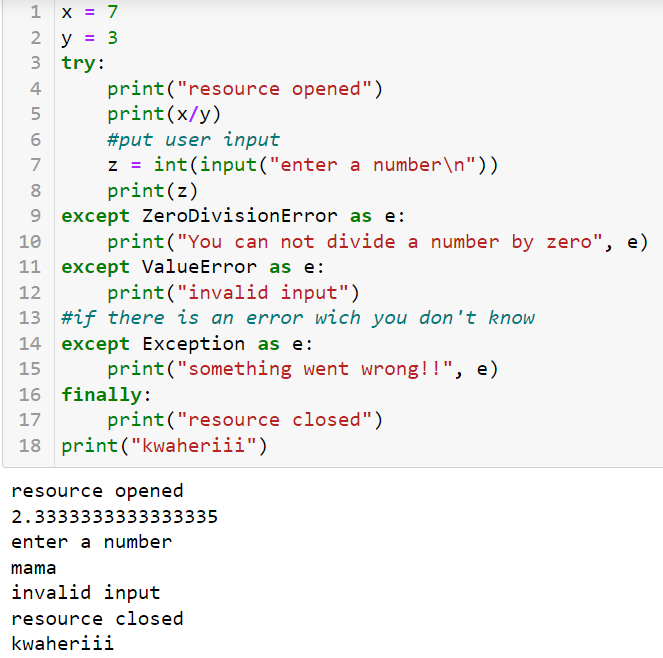 1 x = 7
2 y = 3
3 try:
4     print("resource opened")
5     print(x/y)
6     #put user input
7     z = int(input("enter a number\n"))
8     print(z)
9 except ZeroDivisionError as e:
10     print("You can not divide a number by zero", e)
11 except ValueError as e:
12     print("invalid input")
13 #if there is an error wich you don't know
14 except Exception as e:
15     print("something went wrong!!", e)
16 finally:
17     print("resource closed")
18 print("kwaheriii")
resource opened
2.3333333333333335
enter a number
mama
invalid input
resource closed
kwaheriii